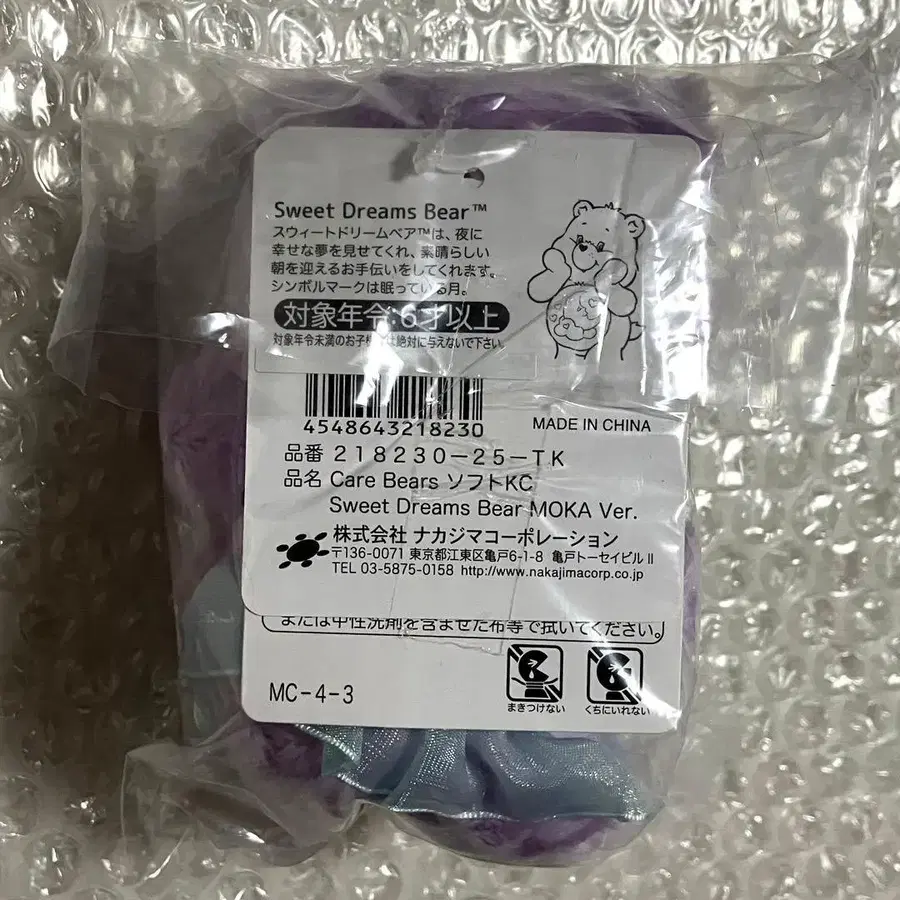 Sweet Dreams Bear™
スウィートドリームベア™は、夜に
幸せな夢を見せてくれ、素晴らしい
朝を迎えるお手伝いをしてくれます。
シンボルマークは眠っている月。
対象年令:6才以上
対象年令未満のお子様には絶対に与えないで下さい。
4548643218230
MADE IN CHINA
品番 218230-25-TK
品名 Care Bears ソフトKC
Sweet Dreams Bear MOKA Ver.
株式会社 ナカジマコーポレーション
〒136-0071 東京都江東区亀戸6-1-8 亀戸トーセイビルⅡ
TEL 03-5875-0158 http://www.nakajimacorp.co.jp
または中性洗剤を含ませた布等で拭いてください。
MC-4-3
まきつけない
くちにいれない